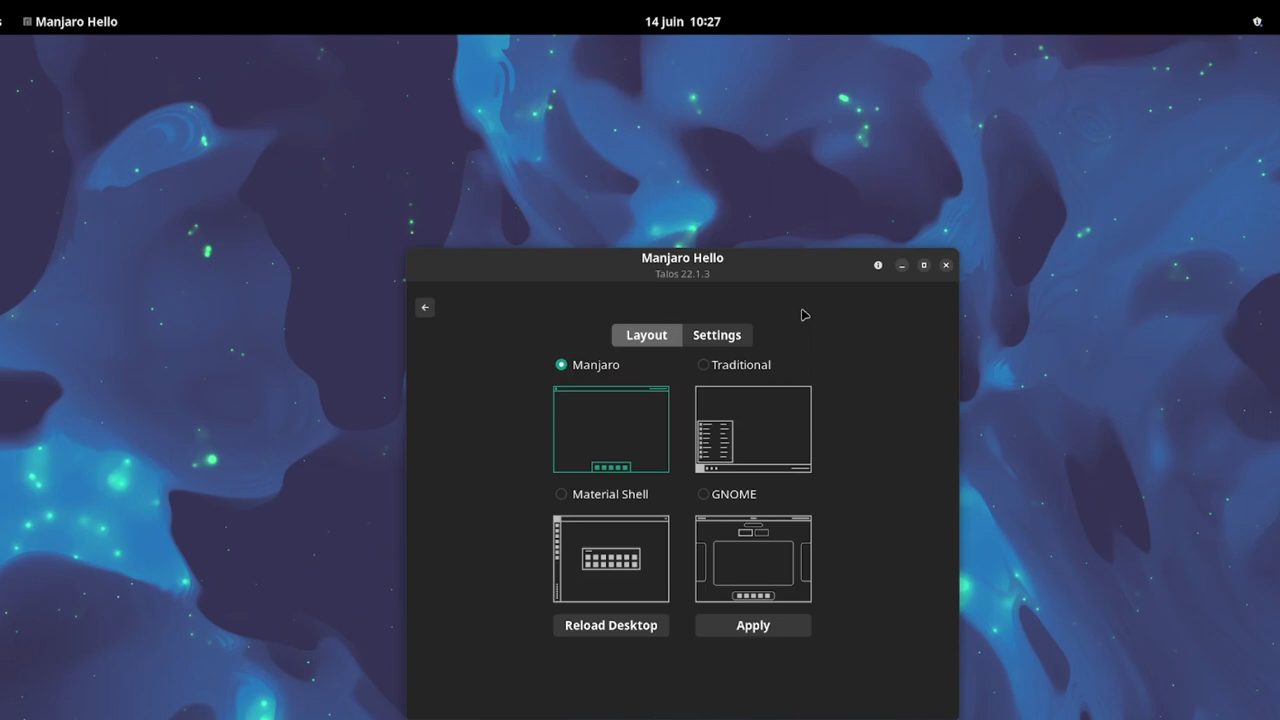 Manjaro Hello
14 juin 10:27
Manjaro Hello
Talos 22.1.3
Layout Settings
Manjaro Traditional
Material Shell GNOME
Reload Desktop Apply